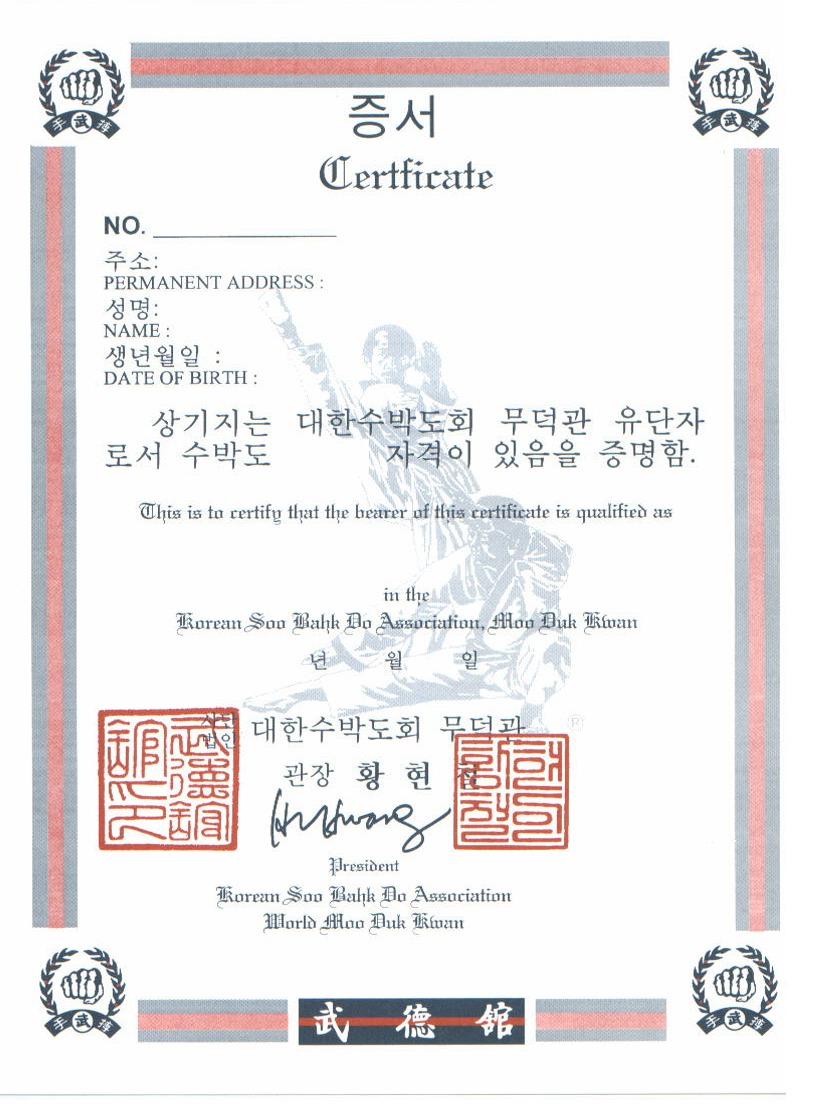 증서
Certficate
NO.
주소:
PERMANENT ADDRESS :
성명:
NAME :
생년월일 :
DATE OF BIRTH :
상기지는 대한수박도회 무덕관 유단자
로서 수박도 자격이 있음을 증명함.
This is to certify that the bearer of this certificate is qualified as
in the
Korean Soo Bahk Do Association, Moo Duk Kwan
년 월 일
사단
법인 대한수박도회 무덕관
®
관장 황 현 철
H C Hwang
President
Korean Soo Bahk Do Association
World Moo Duk Kwan
武 德 館